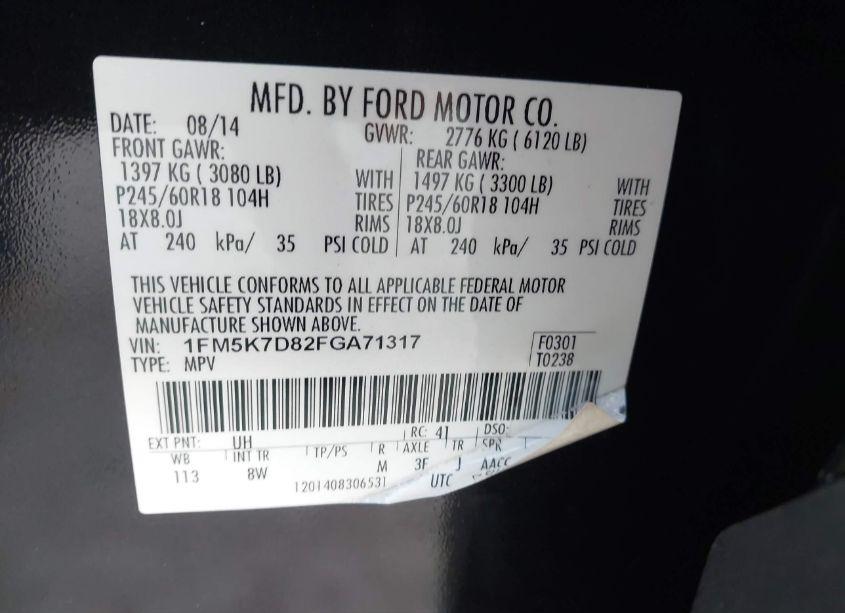 MFD. BY FORD MOTOR CO.
DATE: 08/14 GVWR: 2776 KG ( 6120 LB)
FRONT GAWR: REAR GAWR:
1397 KG ( 3080 LB) WITH 1497 KG ( 3300 LB) WITH
P245/60R18 104H TIRES P245/60R18 104H TIRES
18X8.0J RIMS 18X8.0J RIMS
AT 240 kPa/ 35 PSI COLD AT 240 kPa/ 35 PSI COLD
THIS VEHICLE CONFORMS TO ALL APPLICABLE FEDERAL MOTOR
VEHICLE SAFETY STANDARDS IN EFFECT ON THE DATE OF
MANUFACTURE SHOWN ABOVE.
VIN: 1FM5K7D82FGA71317 F0301
TYPE: MPV T0238
EXT PNT: UH RC: 41 DSO:
WB INT TR TP/PS R AXLE TR SPR
113 8W M 3F J AACC
1201408306531 UTC